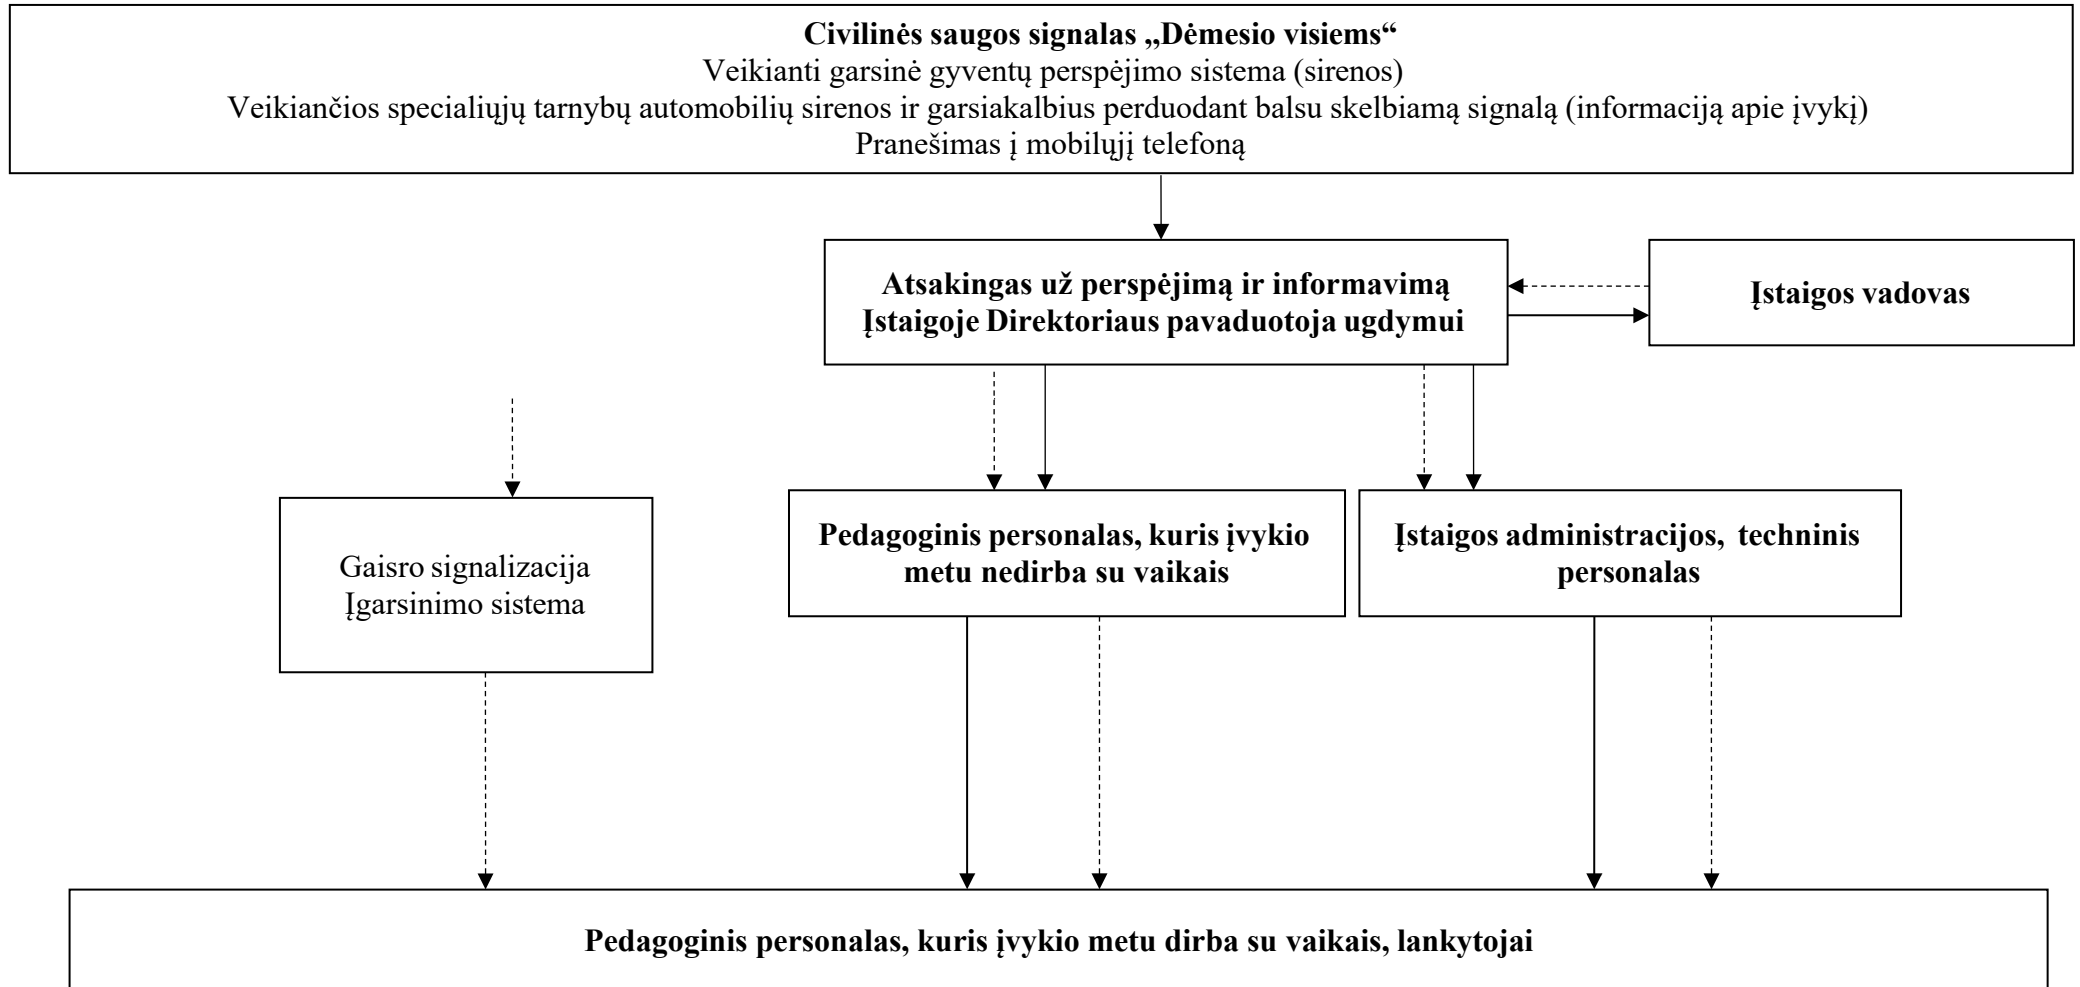 Civilinės saugos signalas „Dėmesio visiems“
Veikianti garsinė gyventų perspėjimo sistema (sirenos)
Veikiančios specialiųjų tarnybų automobilių sirenos ir garsiakalbius perduodant balsu skelbiamą signalą (informaciją apie įvykį)
Pranešimas į mobilųjį telefoną
Atsakingas už perspėjimą ir informavimą
Įstaigoje Direktoriaus pavaduotoja ugdymui
Įstaigos vadovas
Gaisro signalizacija
Įgarsinimo sistema
Pedagoginis personalas, kuris įvykio
metu nedirba su vaikais
Įstaigos administracijos, techninis
personalas
Pedagoginis personalas, kuris įvykio metu dirba su vaikais, lankytojai